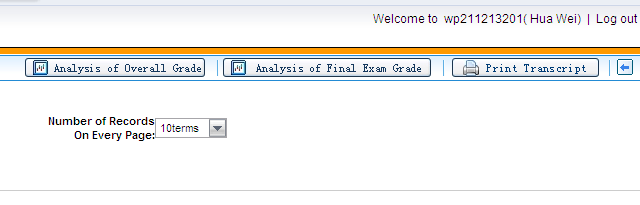 Welcome to wp211213201( Hua Wei) | Log out
Analysis of Overall Grade | Analysis of Final Exam Grade | Print Transcript |
Number of Records
On Every Page: 10terms